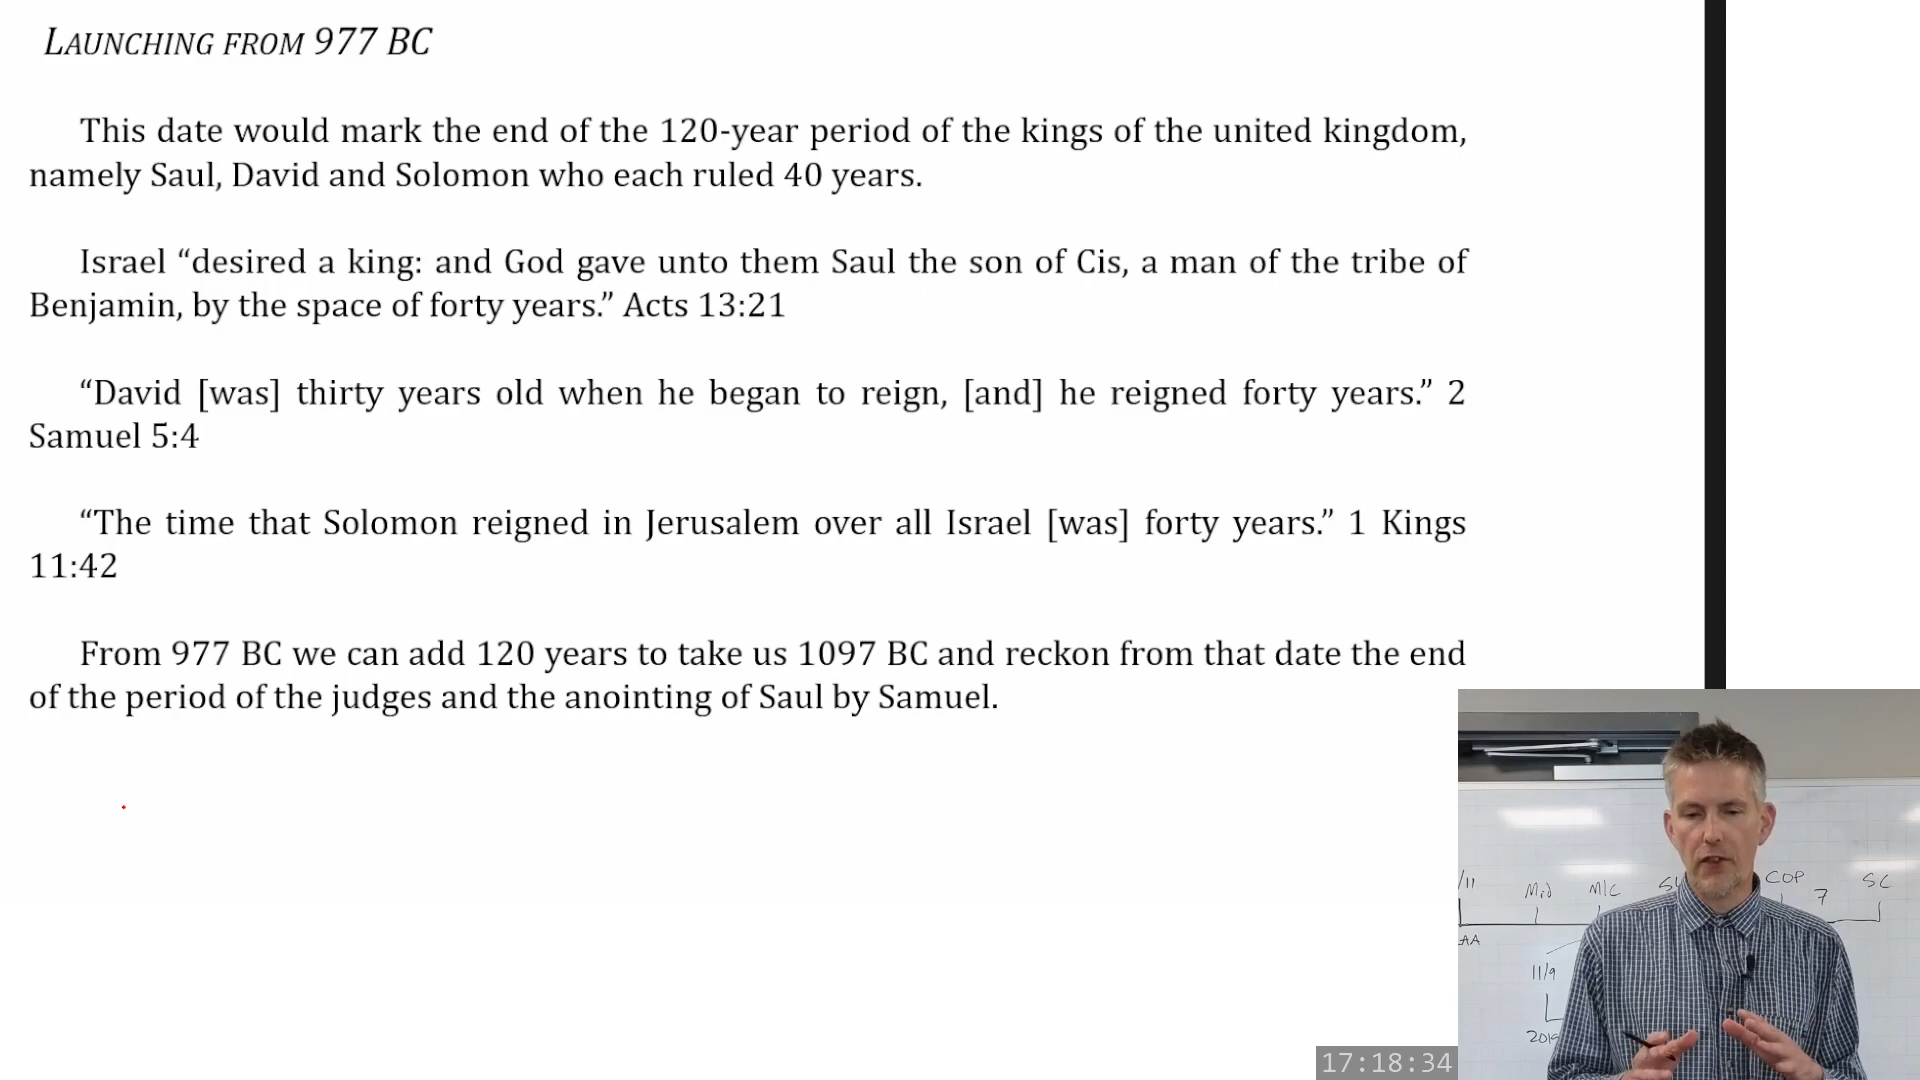 LAUNCHING FROM 977 BC
This date would mark the end of the 120-year period of the kings of the united kingdom,
namely Saul, David and Solomon who each ruled 40 years.
Israel “desired a king: and God gave unto them Saul the son of Cis, a man of the tribe of
Benjamin, by the space of forty years.” Acts 13:21
“David [was] thirty years old when he began to reign, [and] he reigned forty years.” 2
Samuel 5:4
“The time that Solomon reigned in Jerusalem over all Israel [was] forty years.” 1 Kings
11:42
From 977 BC we can add 120 years to take us 1097 BC and reckon from that date the end
of the period of the judges and the anointing of Saul by Samuel.
/11 Mid M/C COP 7 SC
AA
11/9
17:18:34